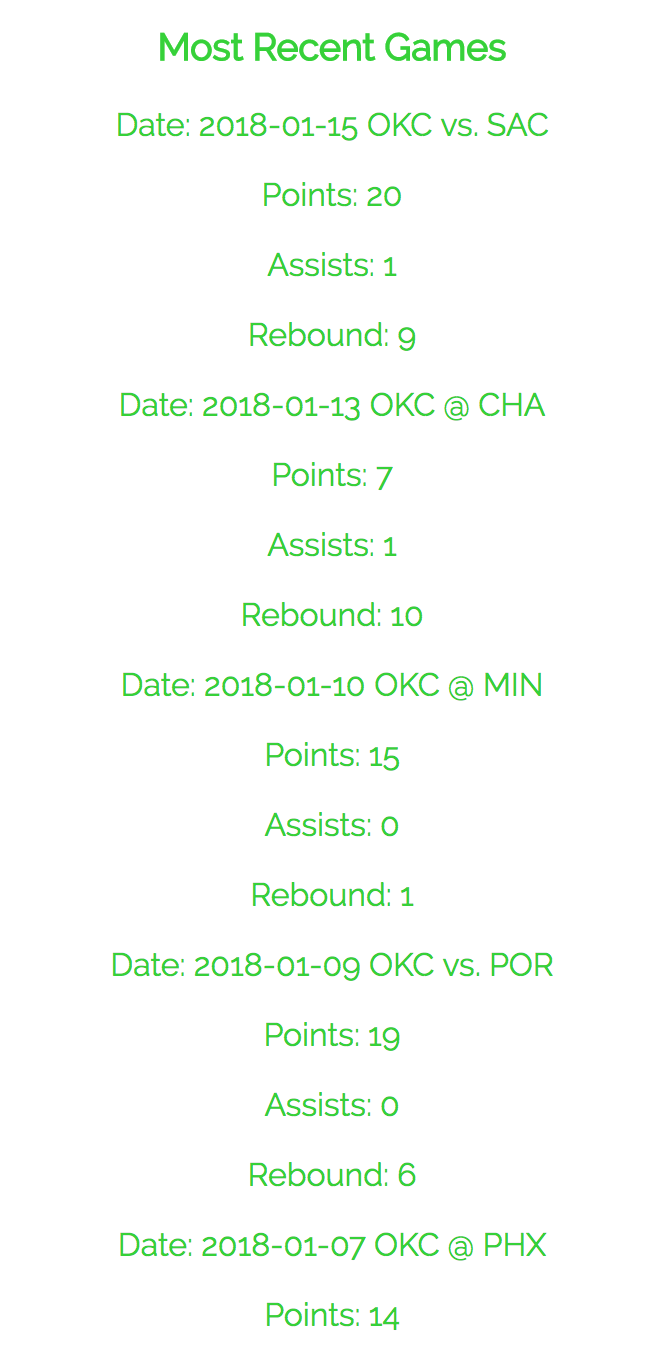 Most Recent Games
Date: 2018-01-15 OKC vs. SAC
Points: 20
Assists: 1
Rebound: 9
Date: 2018-01-13 OKC @ CHA
Points: 7
Assists: 1
Rebound: 10
Date: 2018-01-10 OKC @ MIN
Points: 15
Assists: 0
Rebound: 1
Date: 2018-01-09 OKC vs. POR
Points: 19
Assists: 0
Rebound: 6
Date: 2018-01-07 OKC @ PHX
Points: 14